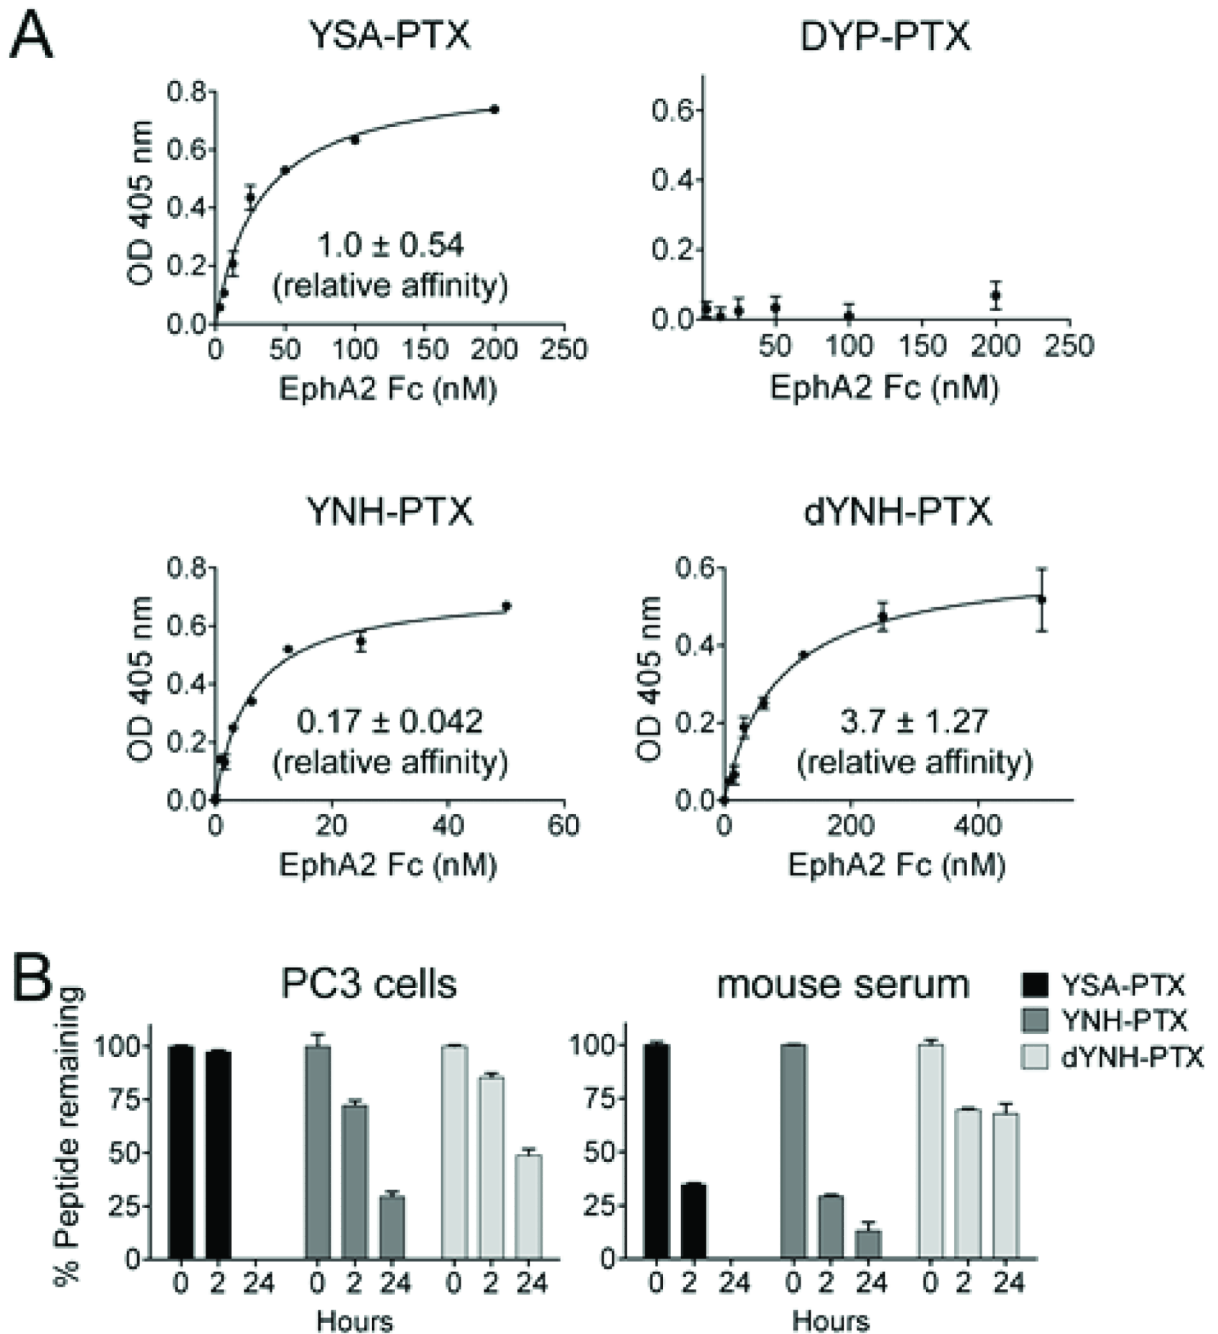 A
YSA-PTX
DYP-PTX
OD 405 nm
0.8
0.6
0.4
0.2
0.0
0 50 100 150 200 250
EphA2 Fc (nM)
1.0 ± 0.54
(relative affinity)
0.6
0.4
0.2
0.0
50 100 150 200 250
EphA2 Fc (nM)
YNH-PTX
dYNH-PTX
OD 405 nm
0.8
0.6
0.4
0.2
0.0
0 20 40 60
EphA2 Fc (nM)
0.17 ± 0.042
(relative affinity)
OD 405 nm
0.6
0.4
0.2
0.0
0 200 400
EphA2 Fc (nM)
3.7 ± 1.27
(relative affinity)
B
% Peptide remaining
PC3 cells
100
75
50
25
0
0 2 24 0 2 24 0 2 24
Hours
mouse serum
100
75
50
25
0
0 2 24 0 2 24 0 2 24
Hours
YSA-PTX
YNH-PTX
dYNH-PTX